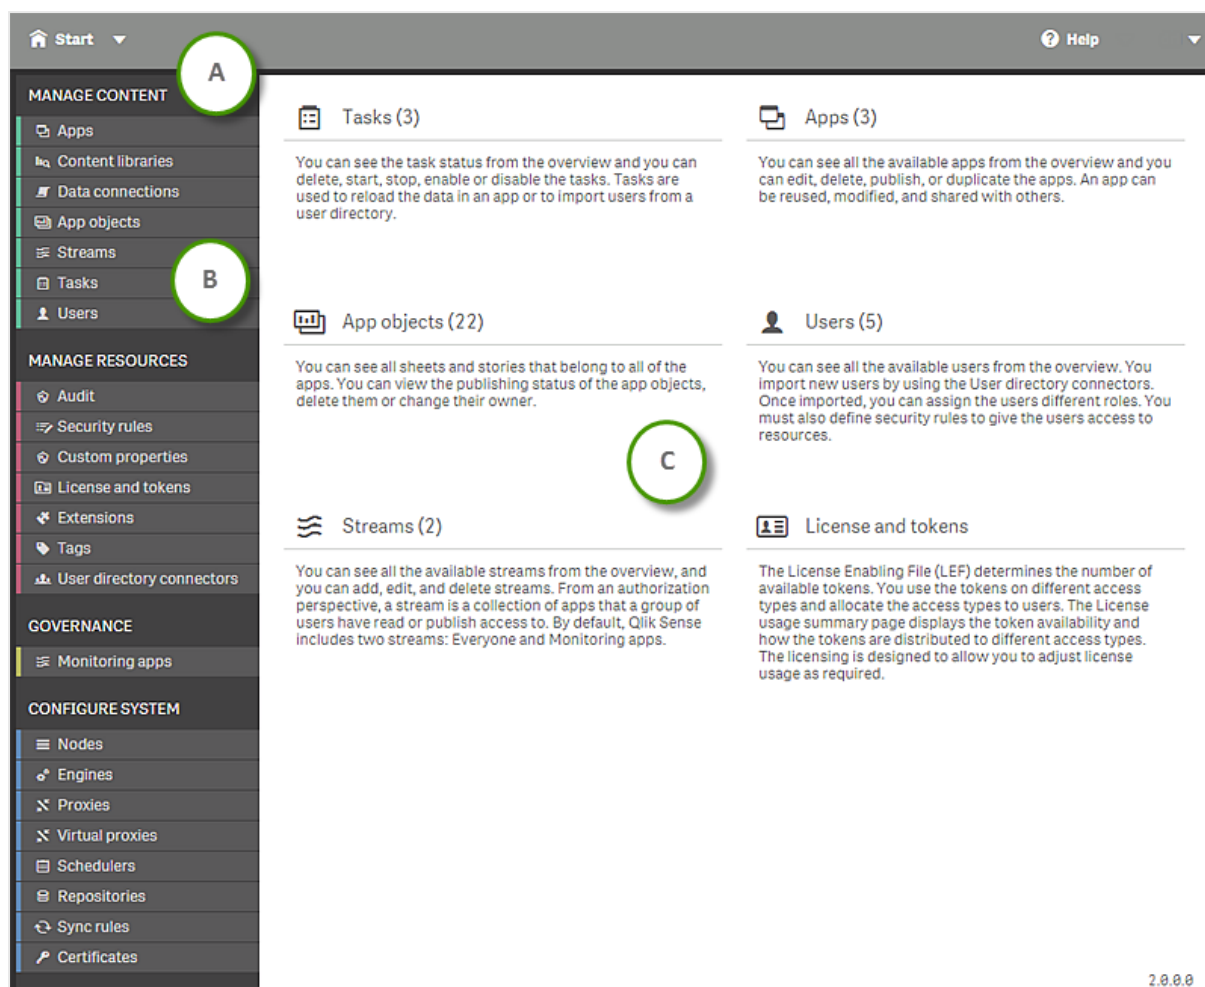 Start
Help
A
MANAGE CONTENT
Apps
Content libraries
Data connections
App objects
Streams
Tasks
B
Users
MANAGE RESOURCES
Audit
Security rules
Custom properties
License and tokens
Extensions
Tags
User directory connectors
GOVERNANCE
Monitoring apps
CONFIGURE SYSTEM
Nodes
Engines
Proxies
Virtual proxies
Schedulers
Repositories
Sync rules
Certificates
Tasks (3)
You can see the task status from the overview and you can
delete, start, stop, enable or disable the tasks. Tasks are
used to reload the data in an app or to import users from a
user directory.
Apps (3)
You can see all the available apps from the overview and you
can edit, delete, publish, or duplicate the apps. An app can
be reused, modified, and shared with others.
App objects (22)
You can see all sheets and stories that belong to all of the
apps. You can view the publishing status of the app objects,
delete them or change their owner.
Users (5)
You can see all the available users from the overview. You
import new users by using the User directory connectors.
Once imported, you can assign the users different roles. You
must also define security rules to give the users access to
resources.
C
Streams (2)
You can see all the available streams from the overview, and
you can add, edit, and delete streams. From an authorization
perspective, a stream is a collection of apps that a group of
users have read or publish access to. By default, Qlik Sense
includes two streams: Everyone and Monitoring apps.
License and tokens
The License Enabling File (LEF) determines the number of
available tokens. You use the tokens on different access
types and allocate the access types to users. The License
usage summary page displays the token availability and
how the tokens are distributed to different access types.
The licensing is designed to allow you to adjust license
usage as required.
2.0.0.0